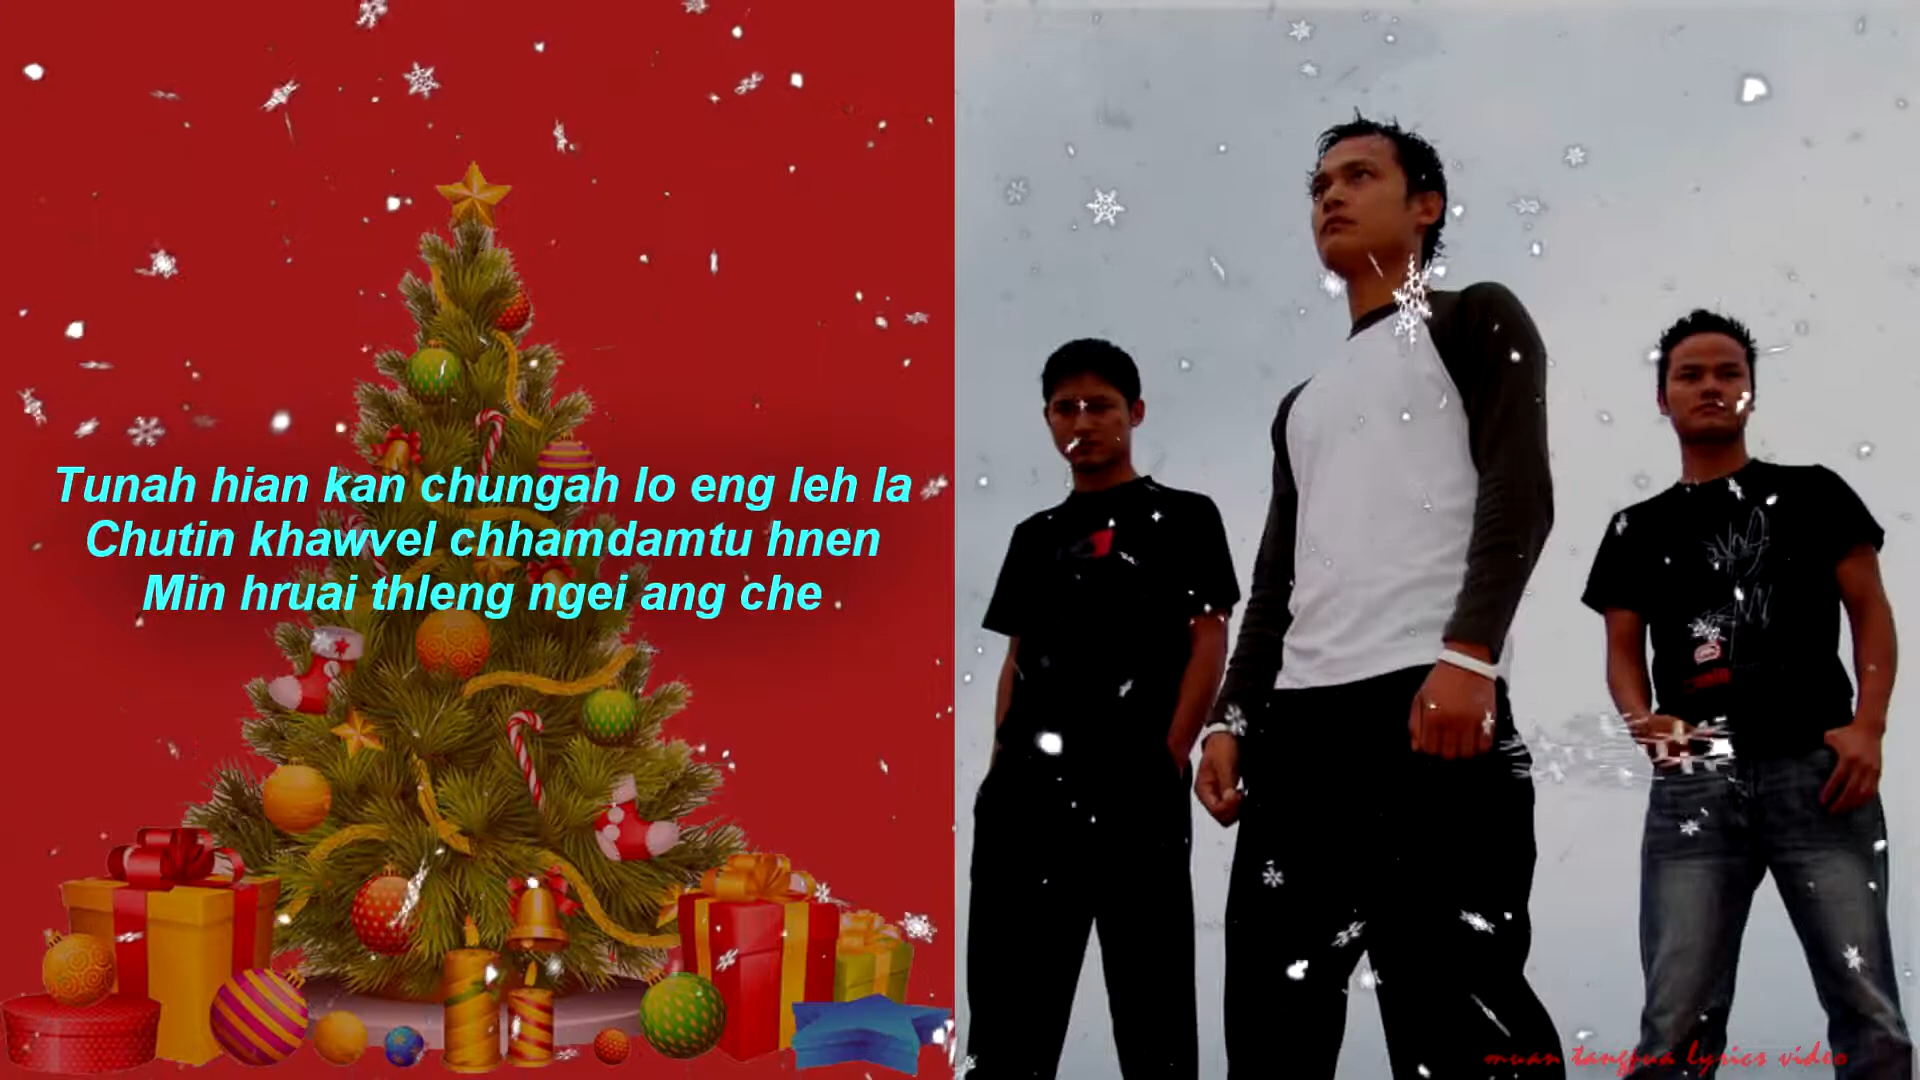 Tunah hian kan chungah lo eng leh la
Chutin khawvel chhamdamtu hnen
Min hruai thleng ngei ang che
muan tangpua lyrics video